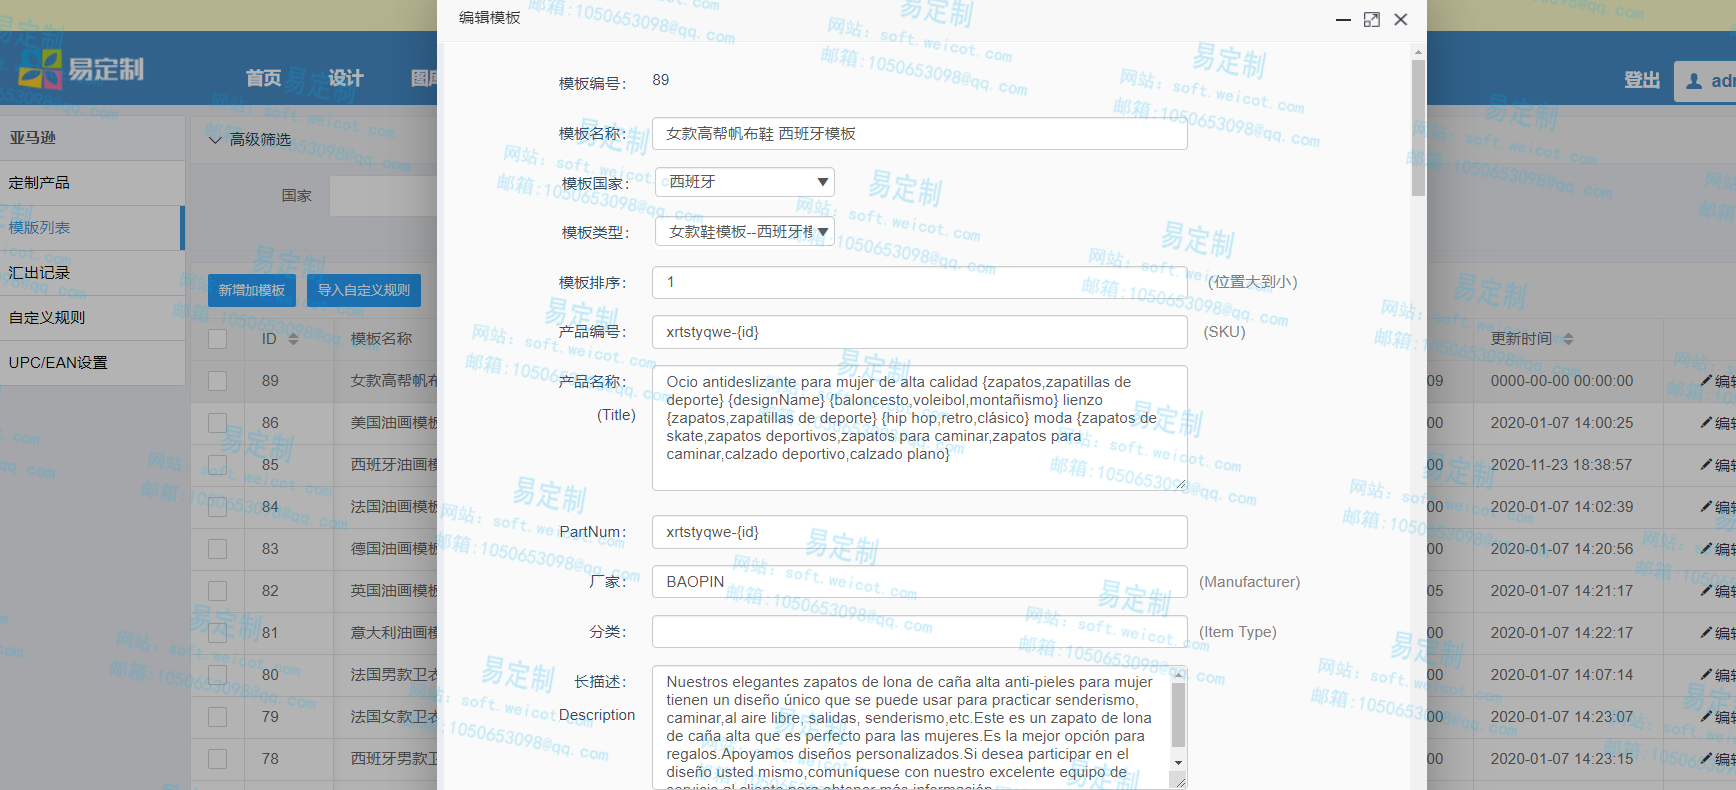 编辑模板
易定制
首页
设计
图库
登出
亚马逊
定制产品
模版列表
汇出记录
自定义规则
UPC/EAN设置
高级筛选
国家
新增加模板
导入自定义规则
ID
模板名称
更新时间
89
女款高帮帆布
09
0000-00-00 00:00:00
编辑
86
美国油画模板
00
2020-01-07 14:00:25
编辑
85
西班牙油画模
00
2020-11-23 18:38:57
编辑
84
法国油画模板
00
2020-01-07 14:02:39
编辑
83
德国油画模板
00
2020-01-07 14:20:56
编辑
82
英国油画模板
05
2020-01-07 14:21:17
编辑
81
意大利油画模
00
2020-01-07 14:22:17
编辑
80
法国男款卫衣
00
2020-01-07 14:07:14
编辑
79
法国女款卫衣
00
2020-01-07 14:23:07
编辑
78
西班牙男款卫
00
2020-01-07 14:23:15
编辑
模板编号：
89
模板名称：
女款高帮帆布鞋 西班牙模板
模板国家：
西班牙
模板类型：
女款鞋模板--西班牙模
模板排序：
1
(位置大到小)
产品编号：
xrtstyqwe-{id}
(SKU)
产品名称：
(Title)
Ocio antideslizante para mujer de alta calidad {zapatos,zapatillas de
deporte} {designName} {baloncesto,voleibol,montañismo} lienzo
{zapatos,zapatillas de deporte} {hip hop,retro,clásico} moda {zapatos de
skate,zapatos deportivos,zapatos para caminar,zapatos para
caminar,calzado deportivo,calzado plano}
PartNum：
xrtstyqwe-{id}
厂家：
BAOPIN
(Manufacturer)
分类：
(Item Type)
长描述：
Description
Nuestros elegantes zapatos de lona de caña alta anti-pieles para mujer
tienen un diseño único que se puede usar para practicar senderismo,
caminar,al aire libre, salidas, senderismo,etc.Este es un zapato de lona
de caña alta que es perfecto para las mujeres.Es la mejor opción para
regalos.Apoyamos diseños personalizados.Si desea participar en el
diseño usted mismo,comuníquese con nuestro excelente equipo de
易定制
网站: soft.weicot.com
邮箱:1050653098@qq.com